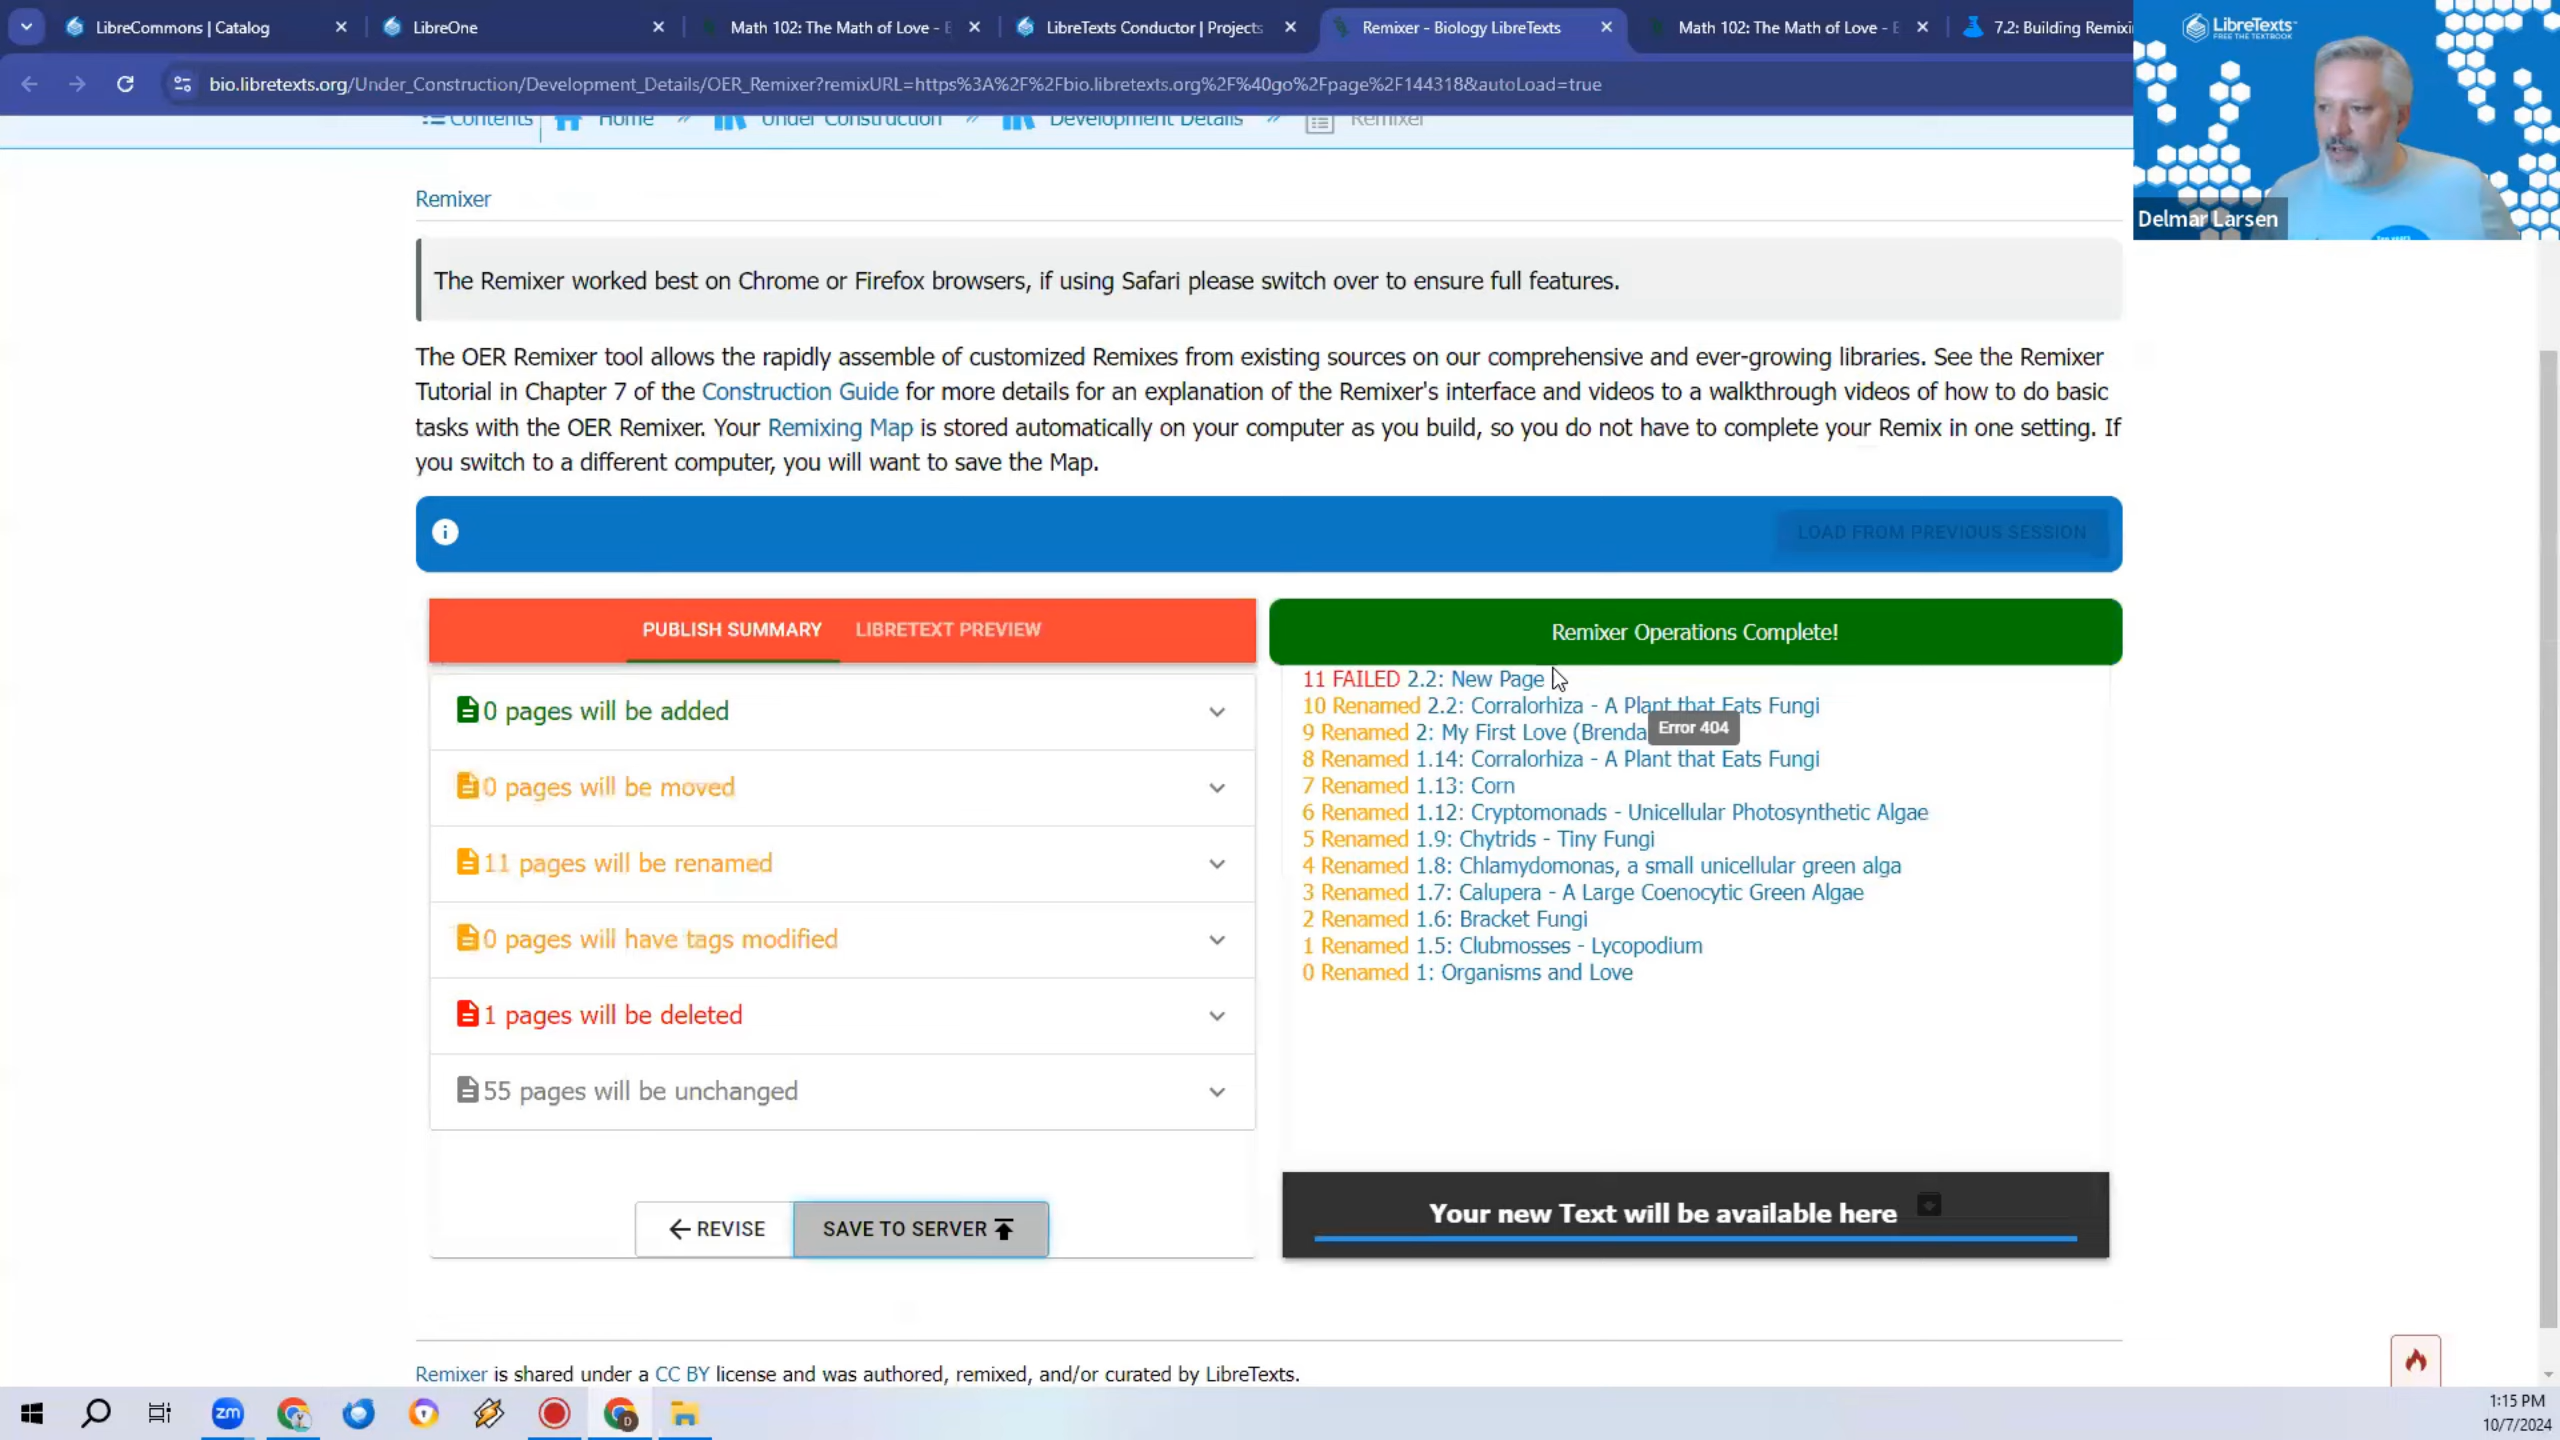 LibreCommons | Catalog
LibreOne
Math 102: The Math of Love - E
LibreTexts Conductor | Projects
Remixer - Biology LibreTexts
Math 102: The Math of Love - E
7.2: Building Remixi
LibreTexts
FREE THE TEXTBOOK
bio.libretexts.org/Under_Construction/Development_Details/OER_Remixer?remixURL=https%3A%2F%2Fbio.libretexts.org%2F%40go%2Fpage%2F144318&autoLoad=true
Contents
Home
Under Construction
Development Details
Remixer
Delmar Larsen
Remixer
The Remixer worked best on Chrome or Firefox browsers, if using Safari please switch over to ensure full features.
The OER Remixer tool allows the rapidly assemble of customized Remixes from existing sources on our comprehensive and ever-growing libraries. See the Remixer
Tutorial in Chapter 7 of the Construction Guide for more details for an explanation of the Remixer's interface and videos to a walkthrough videos of how to do basic
tasks with the OER Remixer. Your Remixing Map is stored automatically on your computer as you build, so you do not have to complete your Remix in one setting. If
you switch to a different computer, you will want to save the Map.
LOAD FROM PREVIOUS SESSION
PUBLISH SUMMARY
LIBRETEXT PREVIEW
0 pages will be added
0 pages will be moved
11 pages will be renamed
0 pages will have tags modified
1 pages will be deleted
55 pages will be unchanged
REVISE
SAVE TO SERVER
Remixer Operations Complete!
11 FAILED 2.2: New Page
10 Renamed 2.2: Corralorhiza - A Plant that Eats Fungi
9 Renamed 2: My First Love (Brenda
Error 404
8 Renamed 1.14: Corralorhiza - A Plant that Eats Fungi
7 Renamed 1.13: Corn
6 Renamed 1.12: Cryptomonads - Unicellular Photosynthetic Algae
5 Renamed 1.9: Chytrids - Tiny Fungi
4 Renamed 1.8: Chlamydomonas, a small unicellular green alga
3 Renamed 1.7: Calupera - A Large Coenocytic Green Algae
2 Renamed 1.6: Bracket Fungi
1 Renamed 1.5: Clubmosses - Lycopodium
0 Renamed 1: Organisms and Love
Your new Text will be available here
Remixer is shared under a CC BY license and was authored, remixed, and/or curated by LibreTexts.
zm
D
1:15 PM
10/7/2024